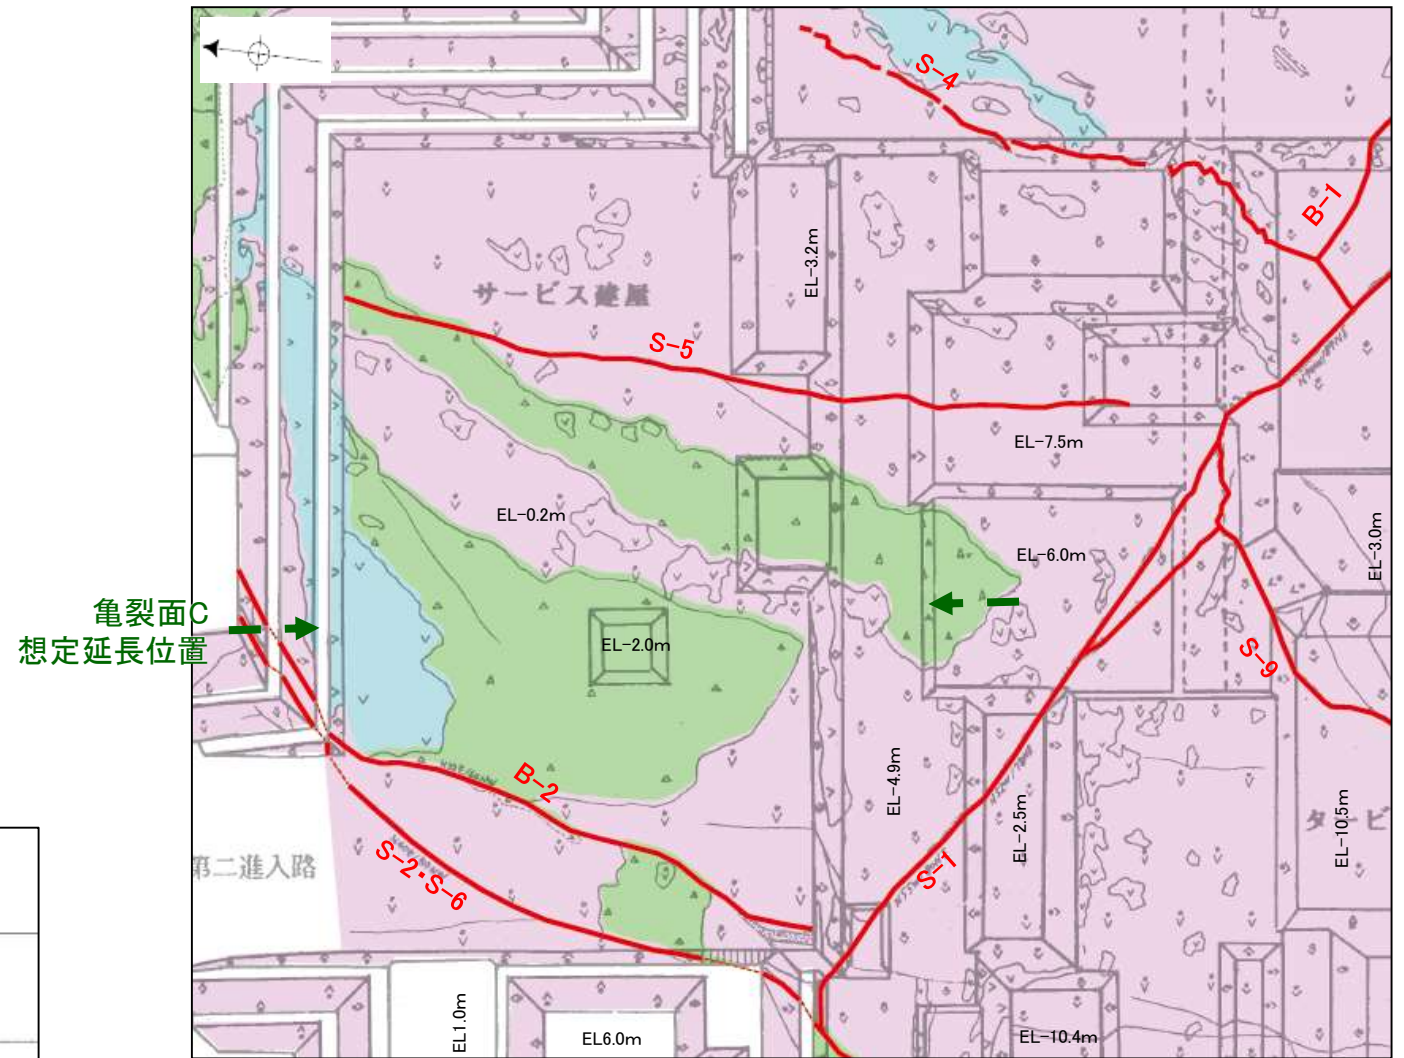 S-4
B-1
EL-3.2m
サービス建屋
S-5
EL-7.5m
EL-0.2m
EL-6.0m
EL-3.0m
亀裂面C
想定延長位置
EL-2.0m
S-9
B-2
EL-4.9m
EL-2.5m
EL-10.5m
タービ
第二進入路
S-2・S-6
S-1
EL1.0m
EL6.0m
EL-10.4m